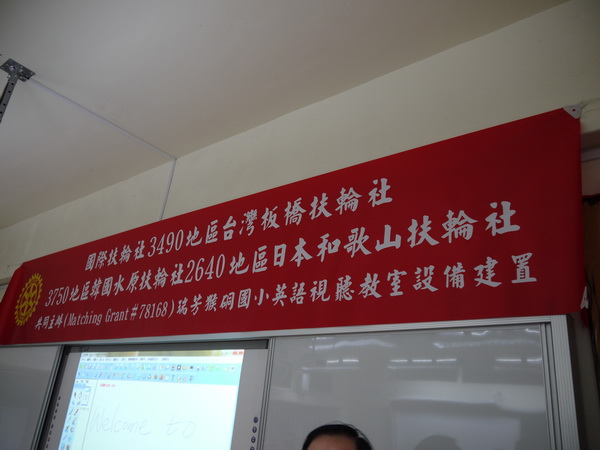 國際扶輪社3490地區台灣板橋扶輪社
3750地區韓國水原扶輪社2640地區日本和歌山扶輪社
共同主辦(Matching Grant#78168)瑞芳猴硐國小英語視聽教室設備建置
Welcome to